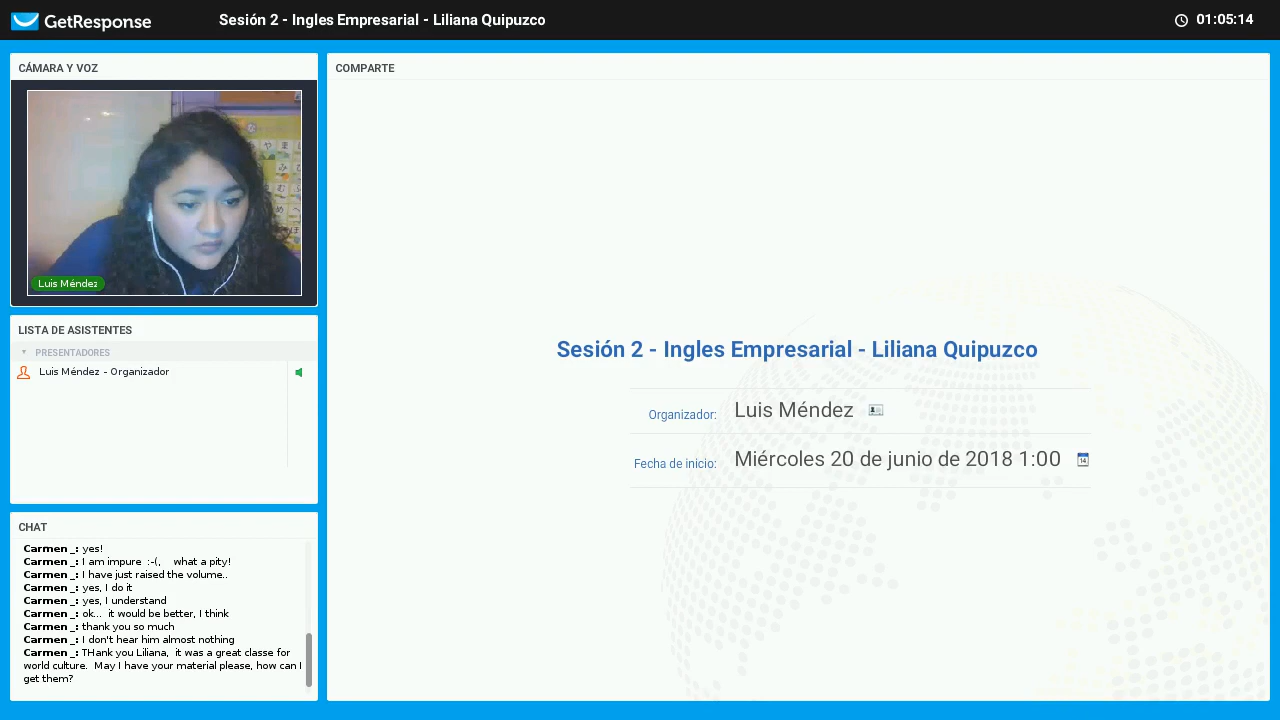 GetResponse
Sesión 2 - Ingles Empresarial - Liliana Quipuzco
01:05:14
CÁMARA Y VOZ
や
み
む
Luis Méndez
LISTA DE ASISTENTES
PRESENTADORES
Luis Méndez - Organizador
CHAT
Carmen _: yes!
Carmen _: I am impure :-(, what a pity!
Carmen _: I have just raised the volume..
Carmen _: yes, I do it
Carmen _: yes, I understand
Carmen _: ok... it would be better, I think
Carmen _: thank you so much
Carmen _: I don't hear him almost nothing
Carmen _: THank you Liliana, it was a great classe for
world culture. May I have your material please, how can I
get them?
COMPARTE
Sesión 2 - Ingles Empresarial - Liliana Quipuzco
Organizador: Luis Méndez
Fecha de inicio: Miércoles 20 de junio de 2018 1:00
14